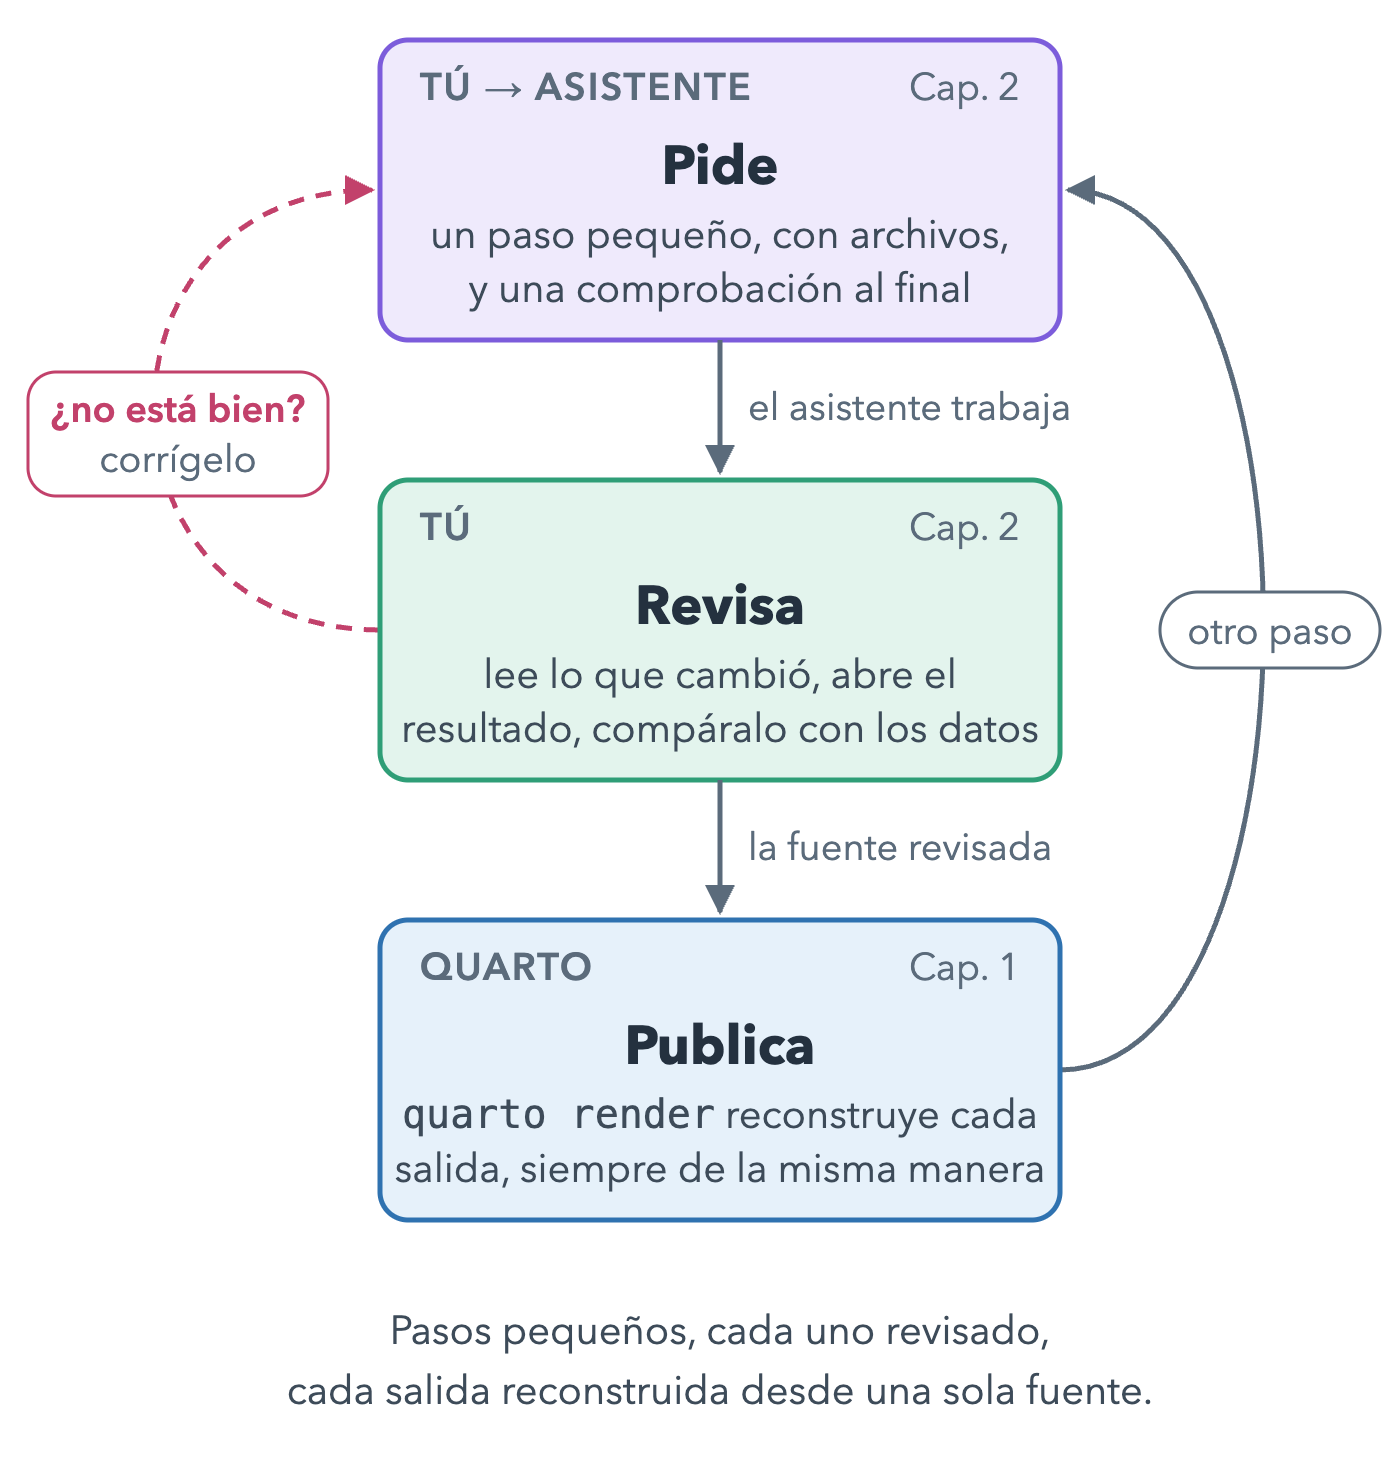 TÚ → ASISTENTE
Cap. 2
Pide
un paso pequeño, con archivos,
y una comprobación al final
¿no está bien?
corrígelo
el asistente trabaja
TÚ
Cap. 2
Revisa
lee lo que cambió, abre el
resultado, compáralo con los datos
otro paso
la fuente revisada
QUARTO
Cap. 1
Publica
quarto render reconstruye cada
salida, siempre de la misma manera
Pasos pequeños, cada uno revisado,
cada salida reconstruida desde una sola fuente.